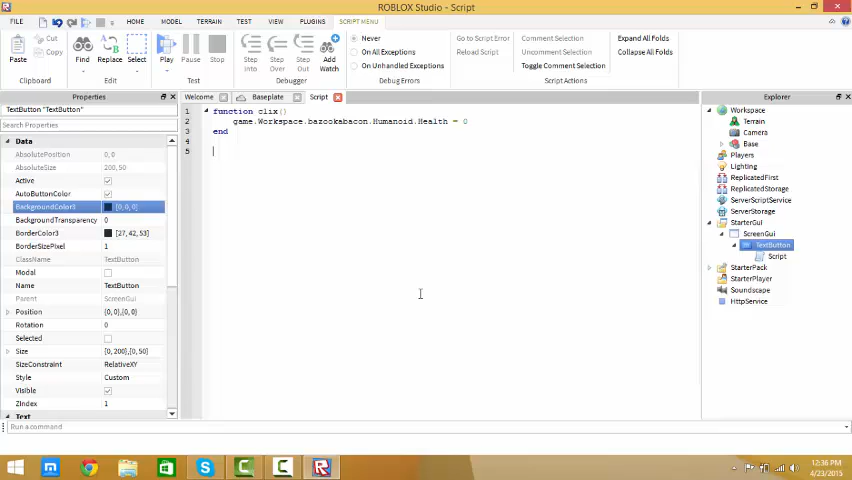 ROBLOX Studio - Script
FILE HOME MODEL TERRAIN TEST VIEW PLUGINS SCRIPT MENU
Paste Cut Copy
Find Replace Select
Play Pause Stop
Step Into Step Over Step Out Add Watch
Never
On All Exceptions
On Unhandled Exceptions
Go to Script Error
Reload Script
Comment Selection
Uncomment Selection
Toggle Comment Selection
Expand All Folds
Collapse All Folds
Clipboard Edit Test Debugger Debug Errors Script Actions
Properties
TextButton "TextButton"
Search Properties
Data
AbsolutePosition 0, 0
AbsoluteSize 200, 50
Active
AutoButtonColor
BackgroundColor3 [0, 0, 0]
BackgroundTransparency 0
BorderColor3 [27, 42, 53]
BorderSizePixel 1
ClassName TextButton
Modal
Name TextButton
Parent ScreenGui
Position {0, 0},{0, 0}
Rotation 0
Selected
Size {0, 200},{0, 50}
SizeConstraint RelativeXY
Style Custom
Visible
ZIndex 1
Text
Welcome Baseplate Script
1 function clix()
2 game.Workspace.bazookabacon.Humanoid.Health = 0
3 end
4
5
Explorer
Workspace
Terrain
Camera
Base
Players
Lighting
ReplicatedFirst
ReplicatedStorage
ServerScriptService
ServerStorage
StarterGui
ScreenGui
TextButton
Script
StarterPack
StarterPlayer
Soundscape
HttpService
Run a command
12:36 PM
4/23/2015